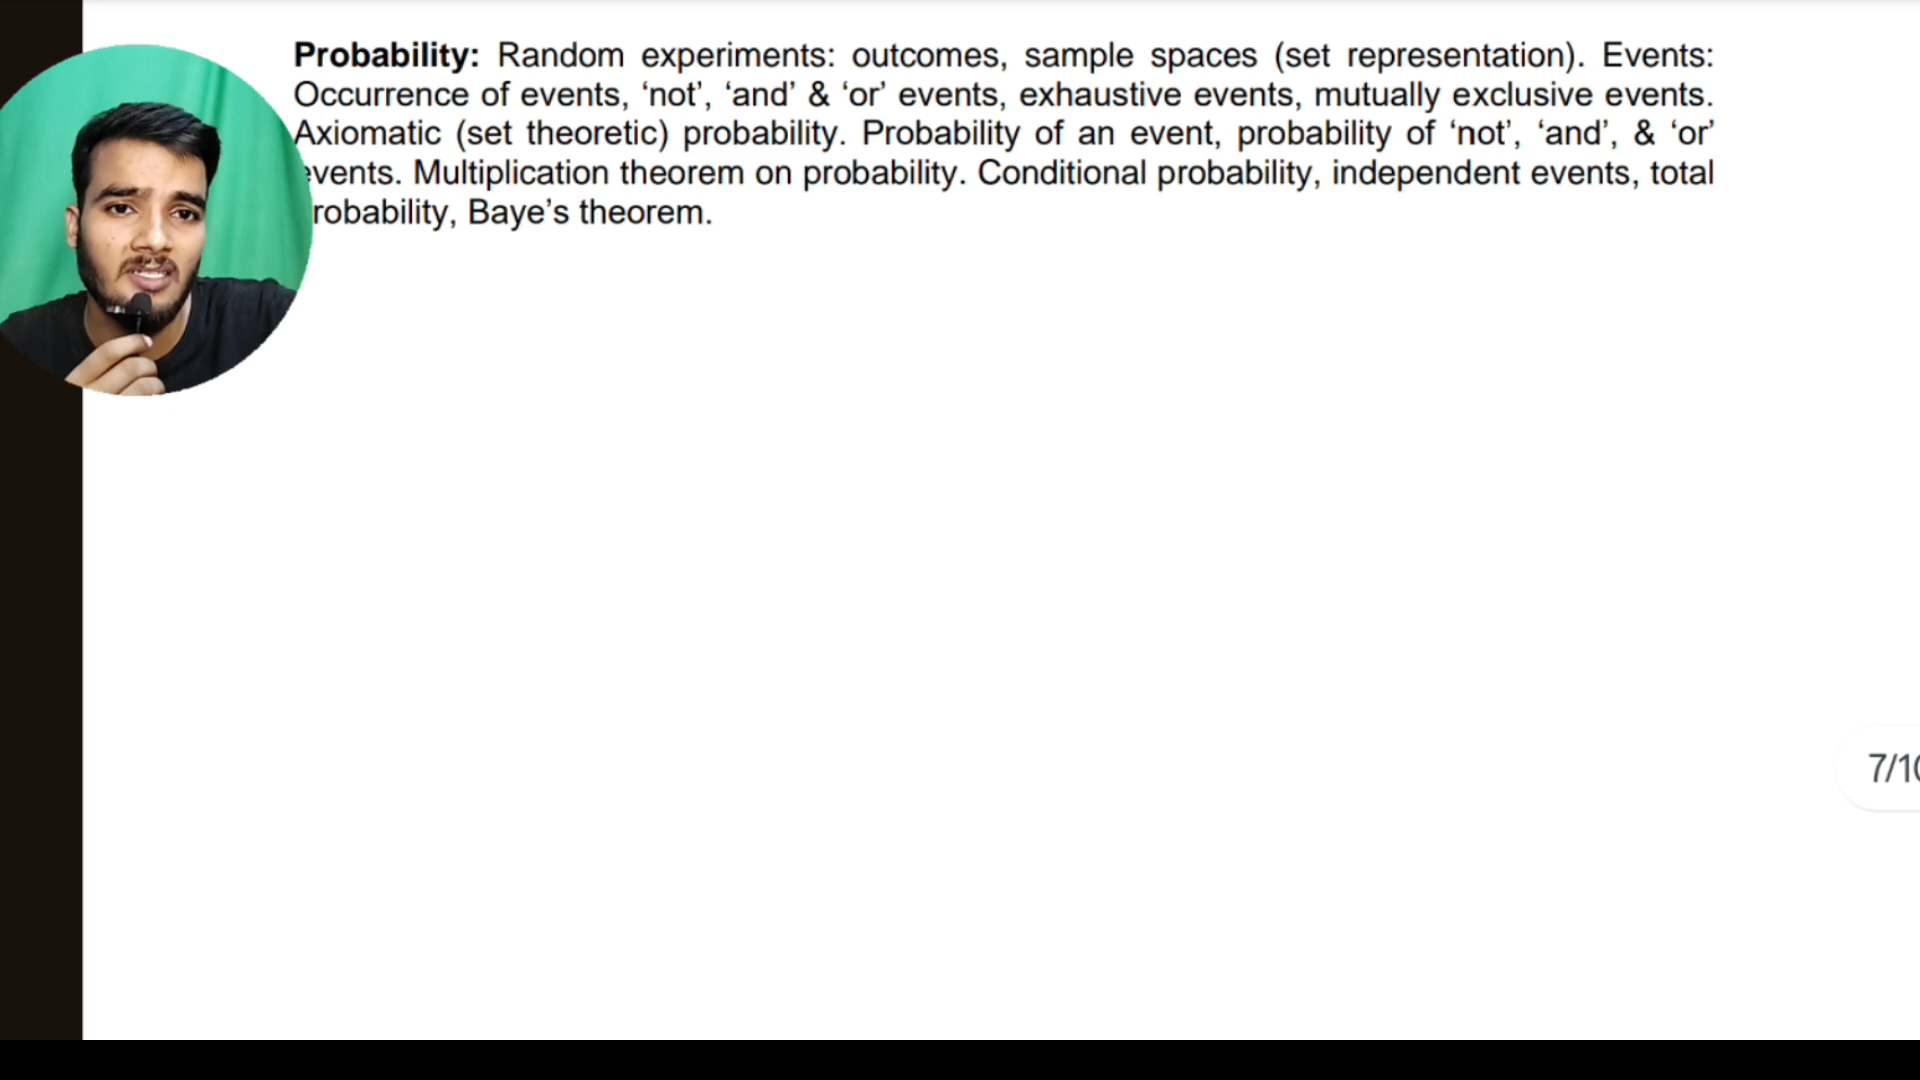 Probability: Random experiments: outcomes, sample spaces (set representation). Events:
Occurrence of events, ‘not’, ‘and’ & ‘or’ events, exhaustive events, mutually exclusive events.
Axiomatic (set theoretic) probability. Probability of an event, probability of ‘not’, ‘and’, & ‘or’
vents. Multiplication theorem on probability. Conditional probability, independent events, total
robability, Baye’s theorem.
7/10